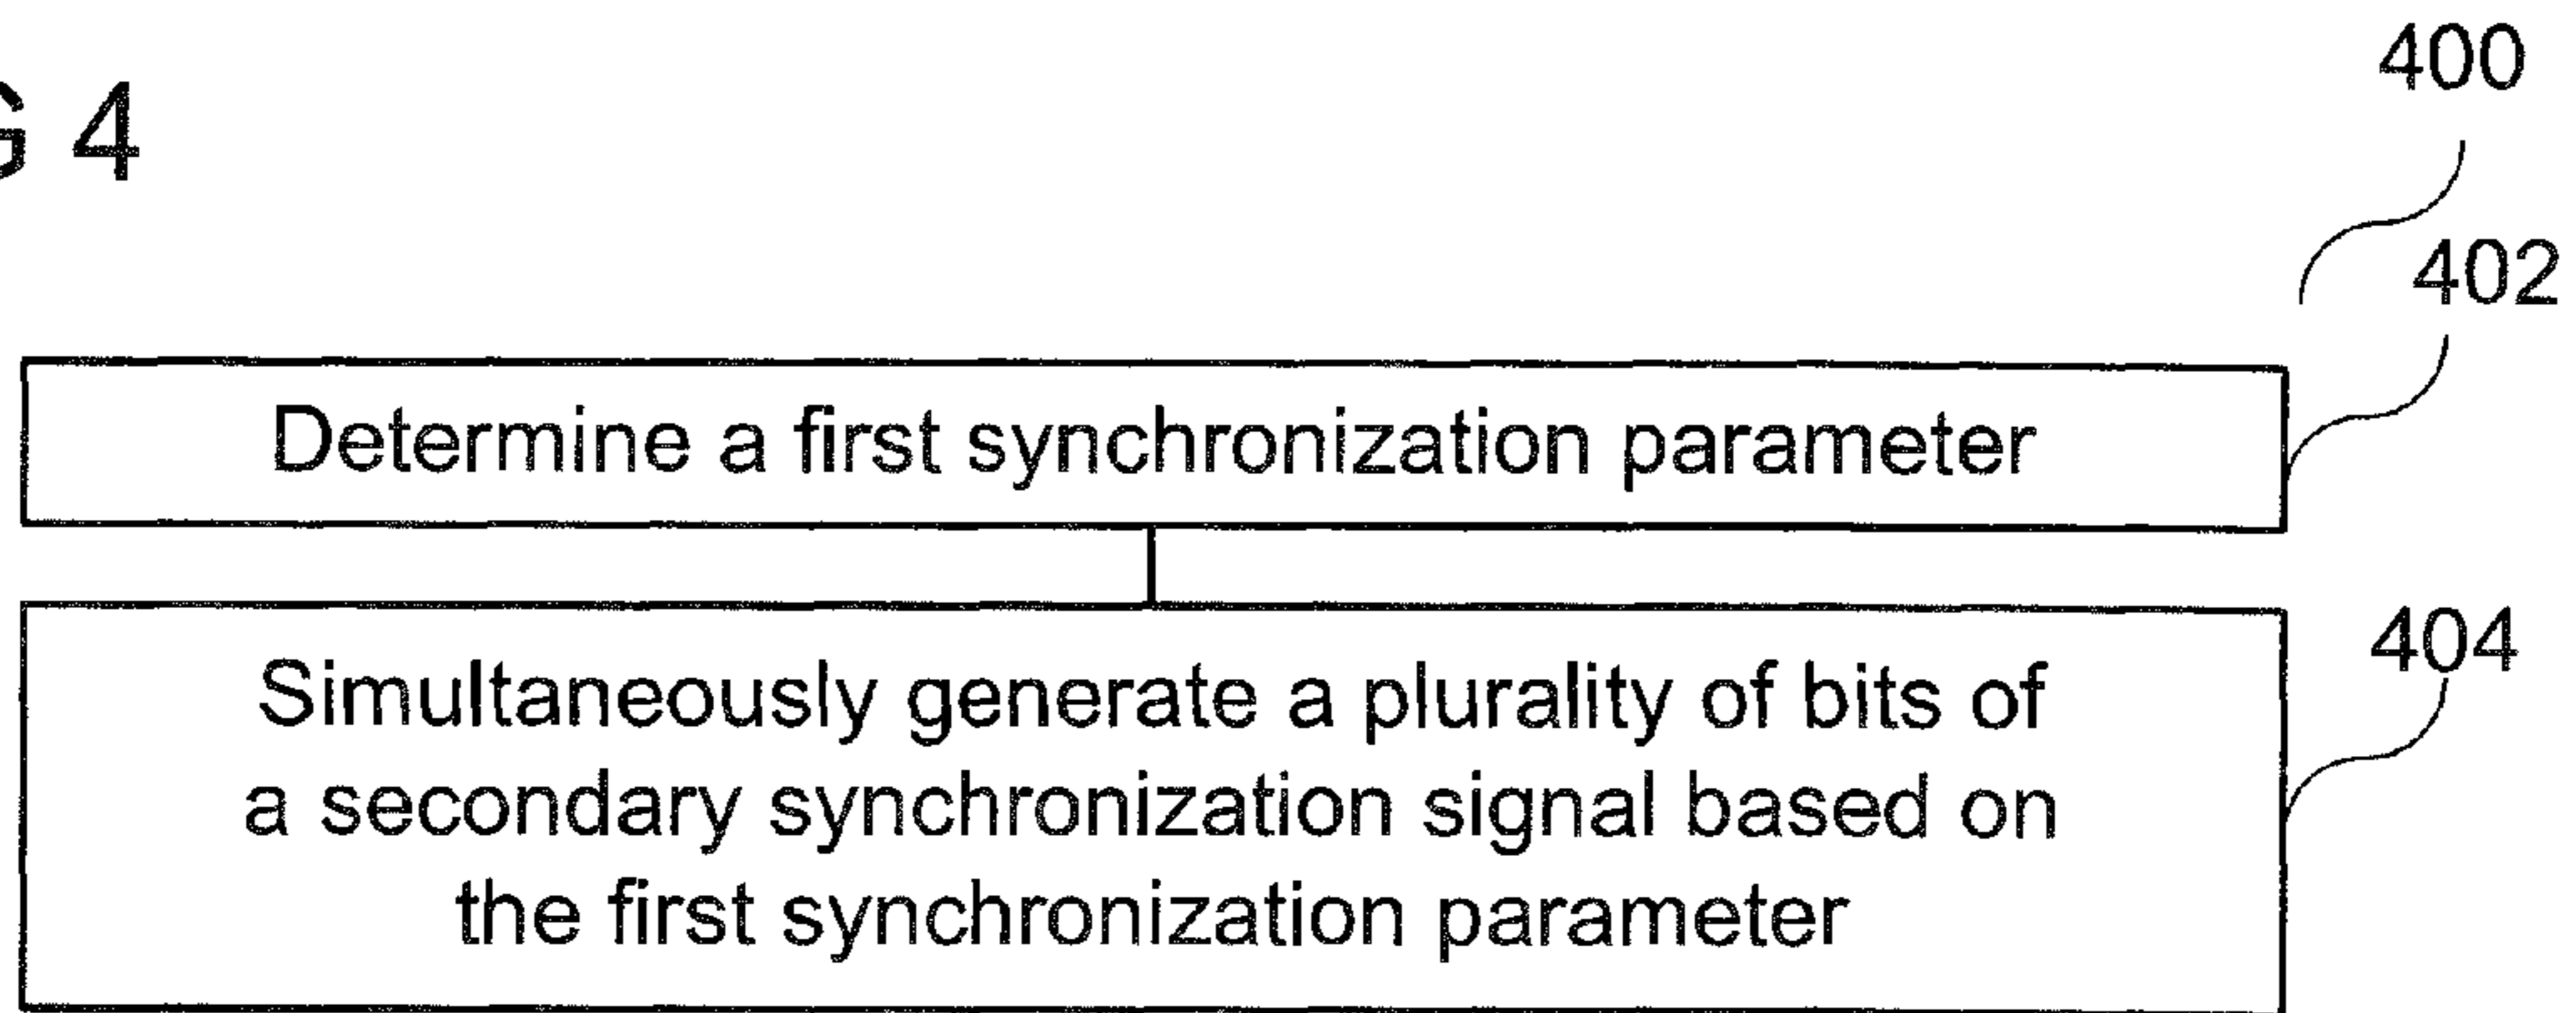 G 4
400
402
Determine a first synchronization parameter
404
Simultaneously generate a plurality of bits of
a secondary synchronization signal based on
the first synchronization parameter